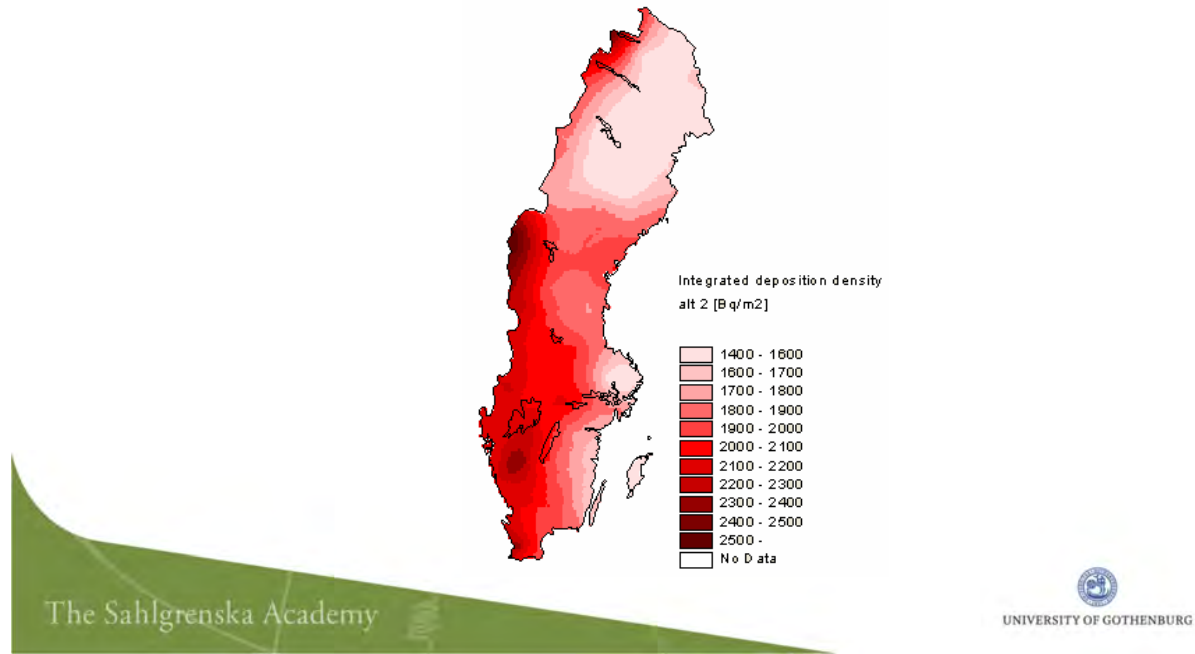 Integrated deposition density
alt 2 [Bq/m2]
1400 - 1600
1600 - 1700
1700 - 1800
1800 - 1900
1900 - 2000
2000 - 2100
2100 - 2200
2200 - 2300
2300 - 2400
2400 - 2500
2500 -
No Data
The Sahlgrenska Academy
UNIVERSITY OF GOTHENBURG